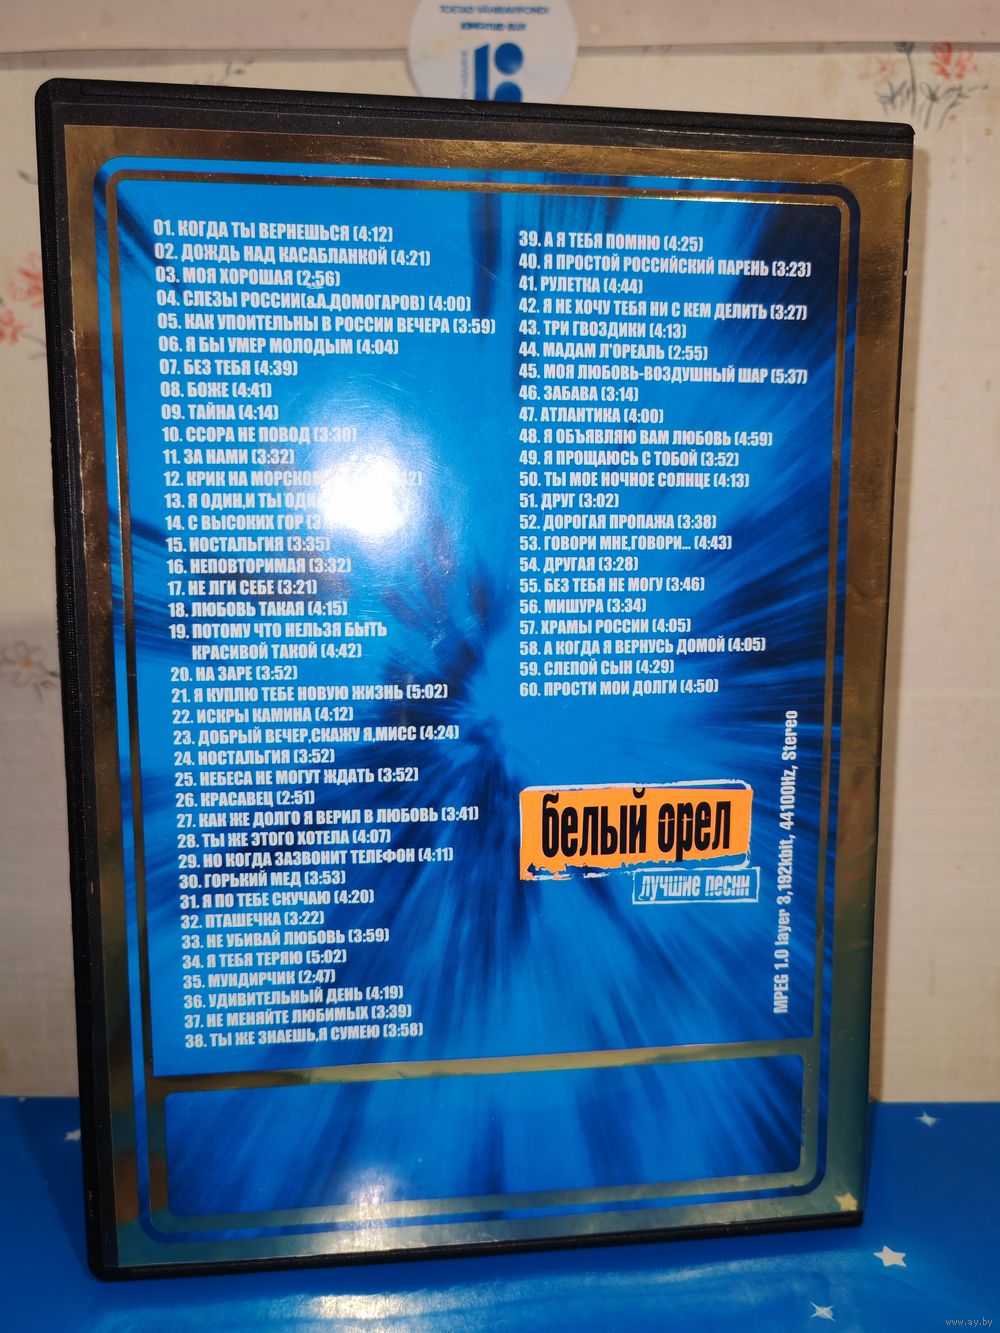 TOETAD VÄHIRAVIFONDI
KINGITUD ELU!
01. КОГДА ТЫ ВЕРНЕШЬСЯ (4:12)
02. ДОЖДЬ НАД КАСАБЛАНКОЙ (4:21)
03. МОЯ ХОРОШАЯ (2:56)
04. СЛЕЗЫ РОССИИ(&А.ДОМОГАРОВ) (4:00)
05. КАК УПОИТЕЛЬНЫ В РОССИИ ВЕЧЕРА (3:59)
06. Я БЫ УМЕР МОЛОДЫМ (4:04)
07. БЕЗ ТЕБЯ (4:39)
08. БОЖЕ (4:41)
09. ТАЙНА (4:14)
10. ССОРА НЕ ПОВОД (3:30)
11. ЗА НАМИ (3:32)
12. КРИК НА
13. Я ОДИН,И ТЫ
14. С ВЫСОКИХ ГОР
15. НОСТАЛЬГИЯ (3:35)
16. НЕПОВТОРИМАЯ (3:32)
17. НЕ ЛГИ СЕБЕ (3:21)
18. ЛЮБОВЬ ТАКАЯ (4:15)
19. ПОТОМУ ЧТО НЕЛЬЗЯ БЫТЬ
КРАСИВОЙ ТАКОЙ (4:42)
20. НА ЗАРЕ (3:52)
21. Я КУПЛЮ ТЕБЕ НОВУЮ ЖИЗНЬ (5:02)
22. ИСКРЫ КАМИНА (4:12)
23. ДОБРЫЙ ВЕЧЕР,СКАЖУ Я,МИСС (4:24)
24. НОСТАЛЬГИЯ (3:52)
25. НЕБЕСА НЕ МОГУТ ЖДАТЬ (3:52)
26. КРАСАВЕЦ (2:51)
27. КАК ЖЕ ДОЛГО Я ВЕРИЛ В ЛЮБОВЬ (3:41)
28. ТЫ ЖЕ ЭТОГО ХОТЕЛА (4:07)
29. НО КОГДА ЗАЗВОНИТ ТЕЛЕФОН (4:11)
30. ГОРЬКИЙ МЕД (3:53)
31. Я ПО ТЕБЕ СКУЧАЮ (4:20)
32. ПТАШЕЧКА (3:22)
33. НЕ УБИВАЙ ЛЮБОВЬ (3:59)
34. Я ТЕБЯ ТЕРЯЮ (5:02)
35. МУНДИРЧИК (2:47)
36. УДИВИТЕЛЬНЫЙ ДЕНЬ (4:19)
37. НЕ МЕНЯЙТЕ ЛЮБИМЫХ (3:39)
38. ТЫ ЖЕ ЗНАЕШЬ,Я СУМЕЮ (3:58)
39. А Я ТЕБЯ ПОМНЮ (4:25)
40. Я ПРОСТОЙ РОССИЙСКИЙ ПАРЕНЬ (3:23)
41. РУЛЕТКА (4:44)
42. Я НЕ ХОЧУ ТЕБЯ НИ С КЕМ ДЕЛИТЬ (3:27)
43. ТРИ ГВОЗДИКИ (4:13)
44. МАДАМ Л'ОРЕАЛЬ (2:55)
45. МОЯ ЛЮБОВЬ-ВОЗДУШНЫЙ ШАР (5:37)
46. ЗАБАВА (3:14)
47. АТЛАНТИКА (4:00)
48. Я ОБЪЯВЛЯЮ ВАМ ЛЮБОВЬ (4:59)
49. Я ПРОЩАЮСЬ С ТОБОЙ (3:52)
50. ТЫ МОЕ НОЧНОЕ СОЛНЦЕ (4:13)
51. ДРУГ (3:02)
52. ДОРОГАЯ ПРОПАЖА (3:38)
53. ГОВОРИ МНЕ,ГОВОРИ... (4:43)
54. ДРУГАЯ (3:28)
55. БЕЗ ТЕБЯ НЕ МОГУ (3:46)
56. МИШУРА (3:34)
57. ХРАМЫ РОССИИ (4:05)
58. А КОГДА Я ВЕРНУСЬ ДОМОЙ (4:05)
59. СЛЕПОЙ СЫН (4:29)
60. ПРОСТИ МОИ ДОЛГИ (4:50)
белый орел
лучшие песни
MPEG 1.0 layer 3,192kbit, 44100Hz, Stereo
www.ay.by